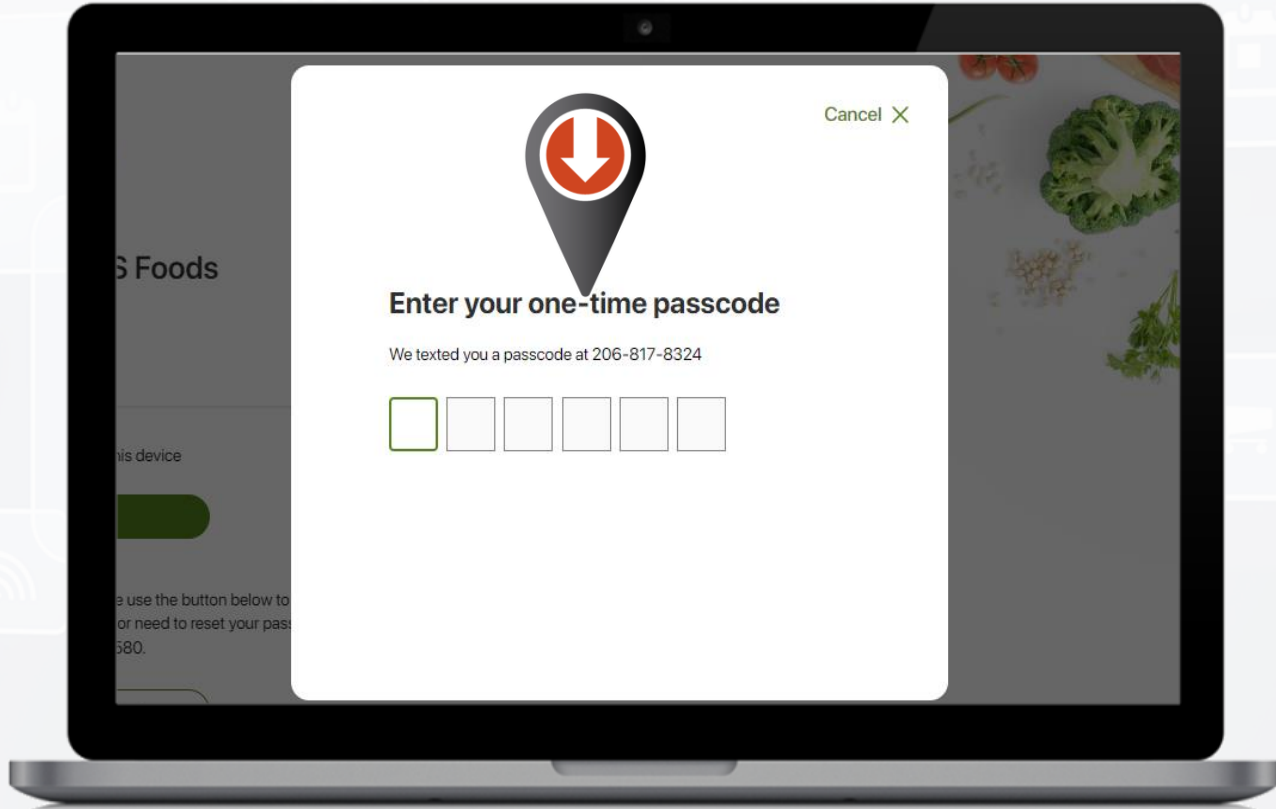 Cancel
S Foods
Enter your one-time passcode
We texted you a passcode at 206-817-8324
his device
e use the button below to
or need to reset your pass
580.